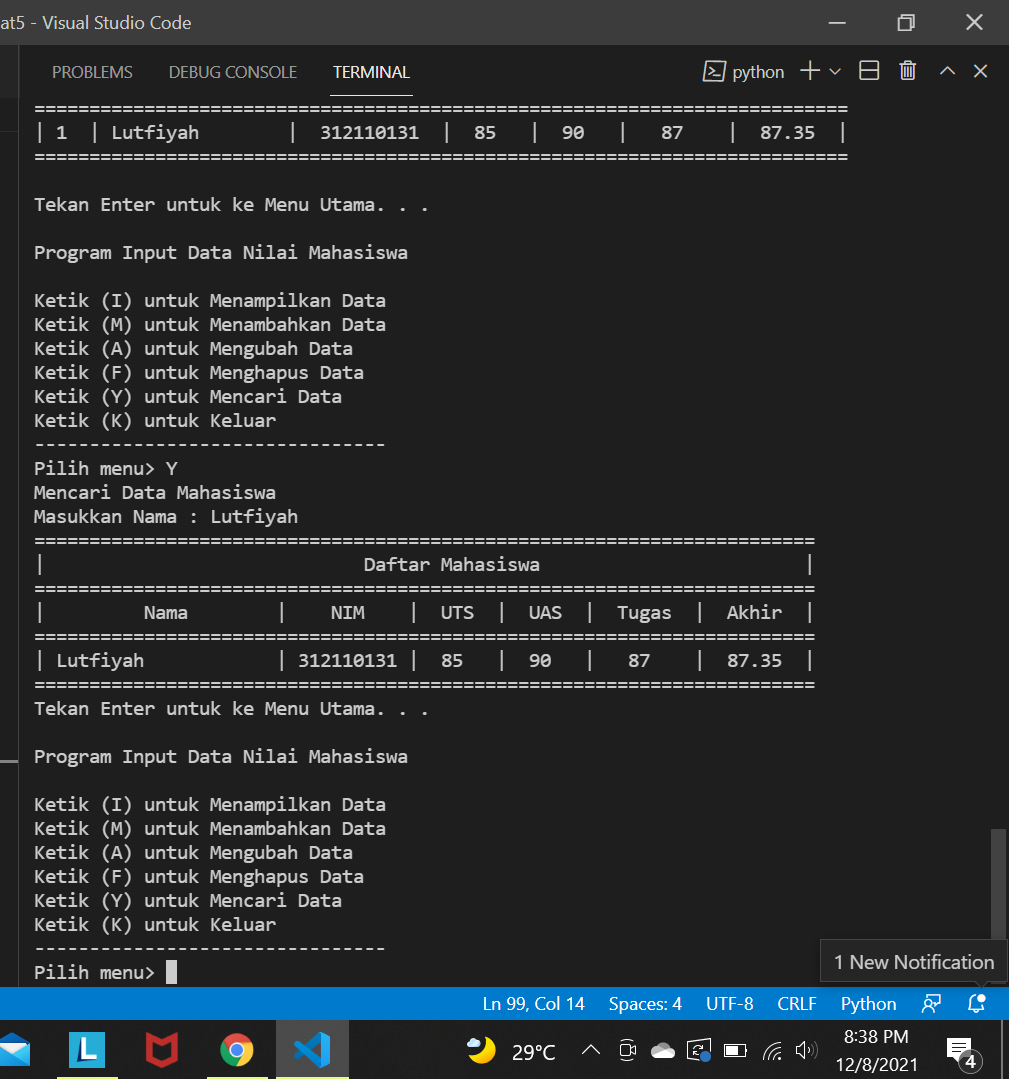 at5 - Visual Studio Code
PROBLEMS DEBUG CONSOLE TERMINAL python
==========================================================================
| 1 | Lutfiyah | 312110131 | 85 | 90 | 87 | 87.35 |
==========================================================================
Tekan Enter untuk ke Menu Utama. . .
Program Input Data Nilai Mahasiswa
Ketik (I) untuk Menampilkan Data
Ketik (M) untuk Menambahkan Data
Ketik (A) untuk Mengubah Data
Ketik (F) untuk Menghapus Data
Ketik (Y) untuk Mencari Data
Ketik (K) untuk Keluar
--------------------------------
Pilih menu> Y
Mencari Data Mahasiswa
Masukkan Nama : Lutfiyah
=======================================================================
| Daftar Mahasiswa |
=======================================================================
| Nama | NIM | UTS | UAS | Tugas | Akhir |
=======================================================================
| Lutfiyah | 312110131 | 85 | 90 | 87 | 87.35 |
=======================================================================
Tekan Enter untuk ke Menu Utama. . .
Program Input Data Nilai Mahasiswa
Ketik (I) untuk Menampilkan Data
Ketik (M) untuk Menambahkan Data
Ketik (A) untuk Mengubah Data
Ketik (F) untuk Menghapus Data
Ketik (Y) untuk Mencari Data
Ketik (K) untuk Keluar
--------------------------------
Pilih menu>
1 New Notification
Ln 99, Col 14 Spaces: 4 UTF-8 CRLF Python
L 29°C 8:38 PM
12/8/2021 4